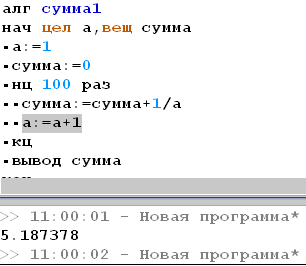 алг сумма1
нач цел a,вещ сумма
·a:=1
·сумма:=0
·нц 100 раз
··сумма:=сумма+1/a
··a:=a+1
·кц
·вывод сумма
>> 11:00:01 - Новая программа*
5.187378
>> 11:00:02 - Новая программа*